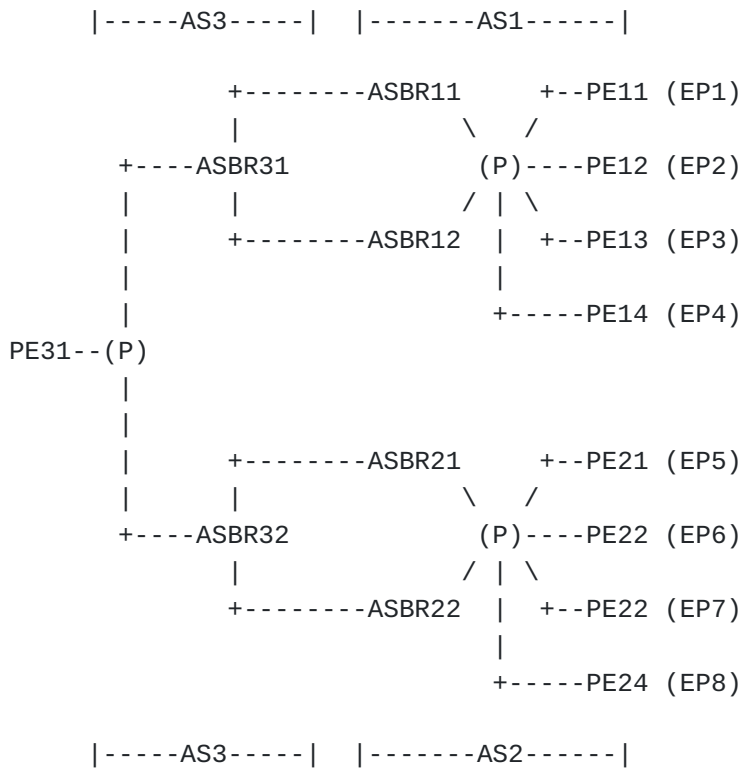 |-----AS3-----|  |-------AS1------|
+--------ASBR11     +--PE11 (EP1)
|               \   /
+----ASBR31            (P)----PE12 (EP2)
|      |               / | \
|      +--------ASBR12  |  +--PE13 (EP3)
|                        |
|                        +-----PE14 (EP4)
PE31--(P)
|
|
|      +--------ASBR21     +--PE21 (EP5)
|      |               \   /
+----ASBR32            (P)----PE22 (EP6)
|               / | \
+--------ASBR22  |  +--PE22 (EP7)
|
+-----PE24 (EP8)
|-----AS3-----|  |-------AS2------|